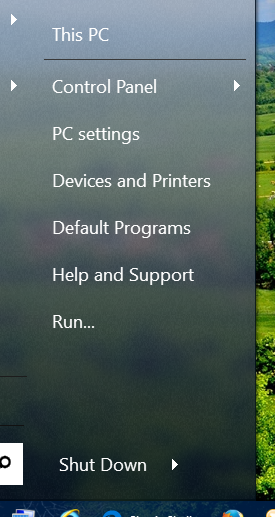 This PC
Control Panel
PC settings
Devices and Printers
Default Programs
Help and Support
Run...
Shut Down